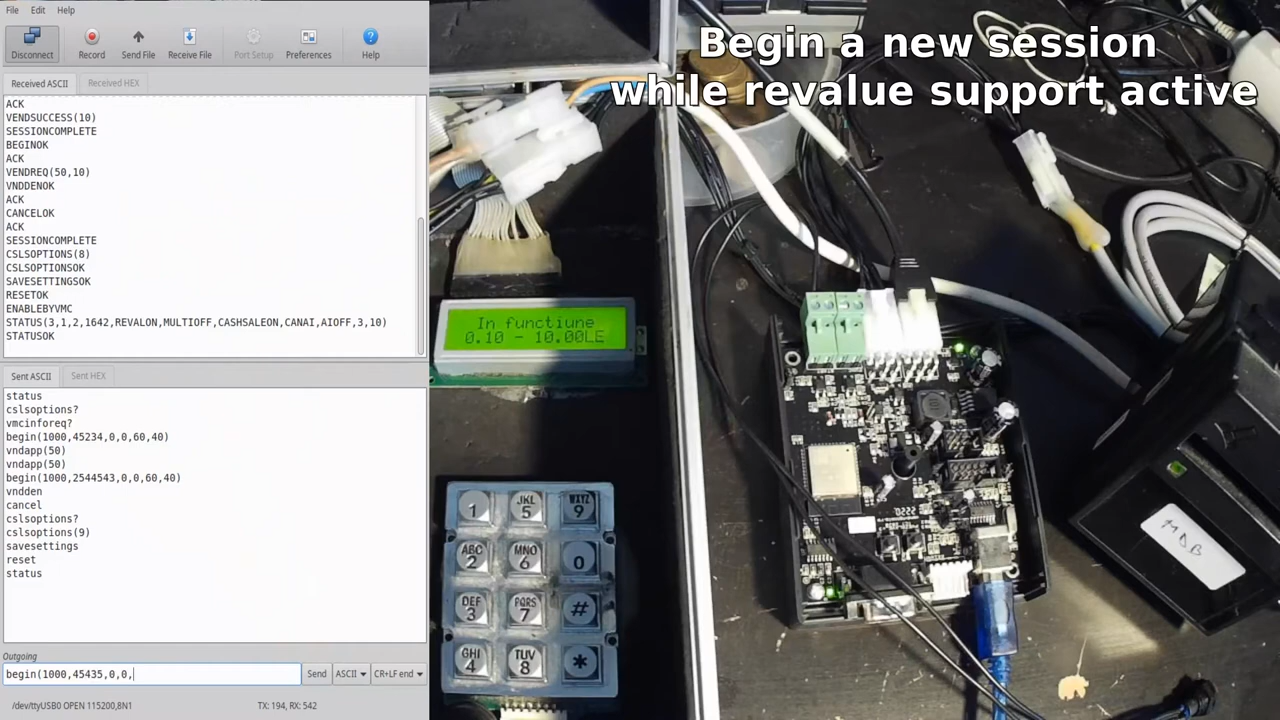 File Edit Help
Disconnect Record Send File Receive File Port Setup Preferences Help
Received ASCII Received HEX
ACK
VENDSUCCESS(10)
SESSIONCOMPLETE
BEGINOK
ACK
VENDREQ(50,10)
VNDDENOK
ACK
CANCELOK
ACK
SESSIONCOMPLETE
CSLSOPTIONS(8)
CSLSOPTIONSOK
SAVESETTINGSOK
RESETOK
ENABLEBYVMC
STATUS(3,1,2,1642,REVALON,MULTIOFF,CASHSALEON,CANAI,AIOFF,3,10)
STATUSOK
Sent ASCII Sent HEX
status
cslsoptions?
vmcinforeq?
begin(1000,45234,0,0,60,40)
vndapp(50)
vndapp(50)
begin(1000,2544543,0,0,60,40)
vndden
cancel
cslsoptions?
cslsoptions(9)
savesettings
reset
status
Outgoing
begin(1000,45435,0,0,
Send ASCII CR+LF end
/dev/ttyUSB0 OPEN 115200,8N1 TX: 194, RX: 542
Begin a new session
while revalue support active
In functiune
0.10 - 10.00LE
1 JKL 5 WXYZ 9
ABC 2 MNO 6 0
DEF 3 PQRS 7 #
GHI 4 TUV 8 *
MDB